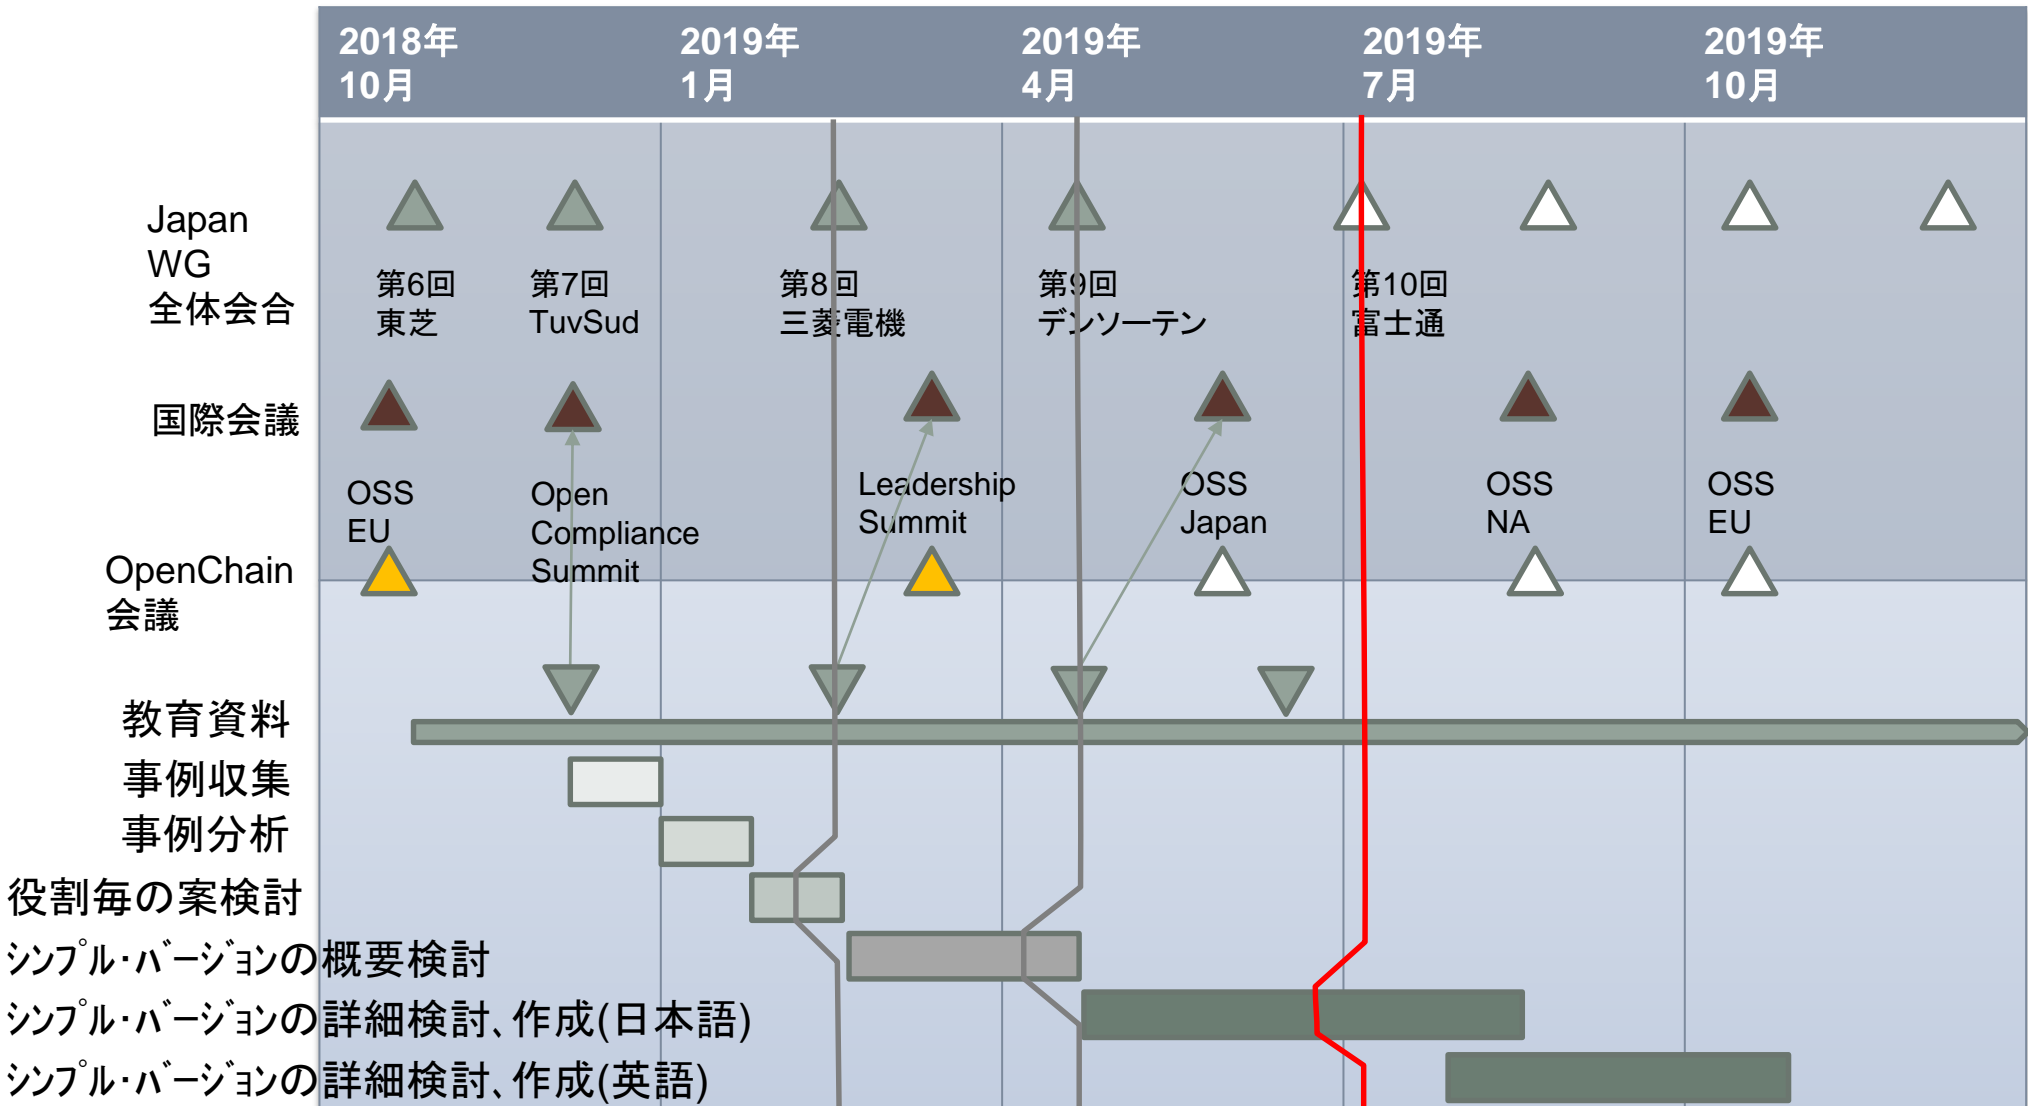 2018年
10月
2019年
1月
2019年
4月
2019年
7月
2019年
10月
Japan
WG
全体会合
第6回
東芝
第7回
TuvSud
第8回
三菱電機
第9回
デンソーテン
第10回
富士通
国際会議
OSS
EU
Open
Compliance
Summit
Leadership
Summit
OSS
Japan
OSS
NA
OSS
EU
OpenChain
会議
教育資料
事例収集
事例分析
役割毎の案検討
ｼﾝﾌﾟﾙ･ﾊﾞｰｼﾞｮﾝの概要検討
ｼﾝﾌﾟﾙ･ﾊﾞｰｼﾞｮﾝの詳細検討､作成(日本語)
ｼﾝﾌﾟﾙ･ﾊﾞｰｼﾞｮﾝの詳細検討､作成(英語)